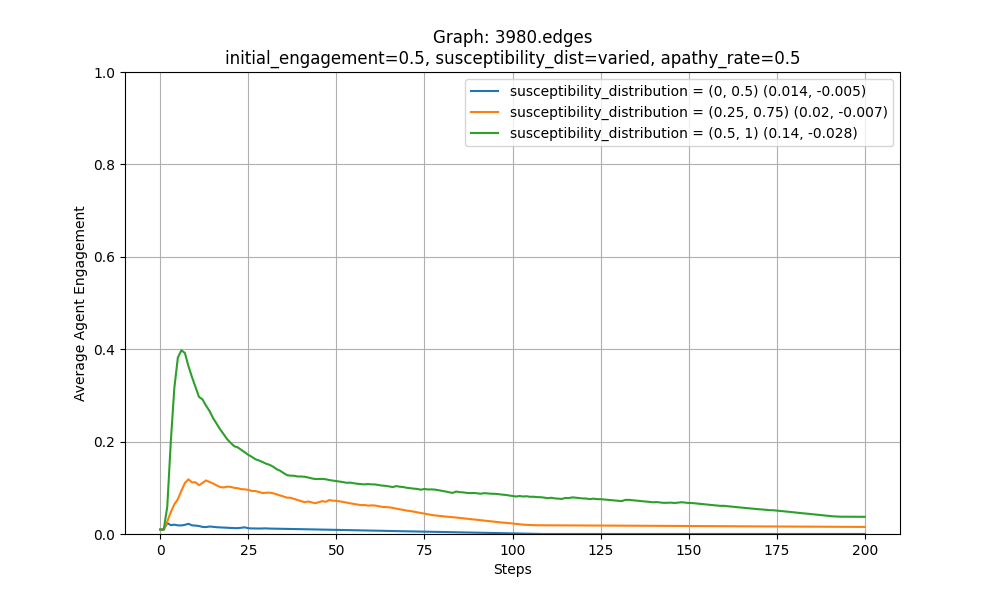 Graph: 3980.edges
initial_engagement=0.5, susceptibility_dist=varied, apathy_rate=0.5
susceptibility_distribution = (0, 0.5) (0.014, -0.005)
susceptibility_distribution = (0.25, 0.75) (0.02, -0.007)
susceptibility_distribution = (0.5, 1) (0.14, -0.028)
Average Agent Engagement
1.0
0.8
0.6
0.4
0.2
0.0
0 25 50 75 100 125 150 175 200
Steps